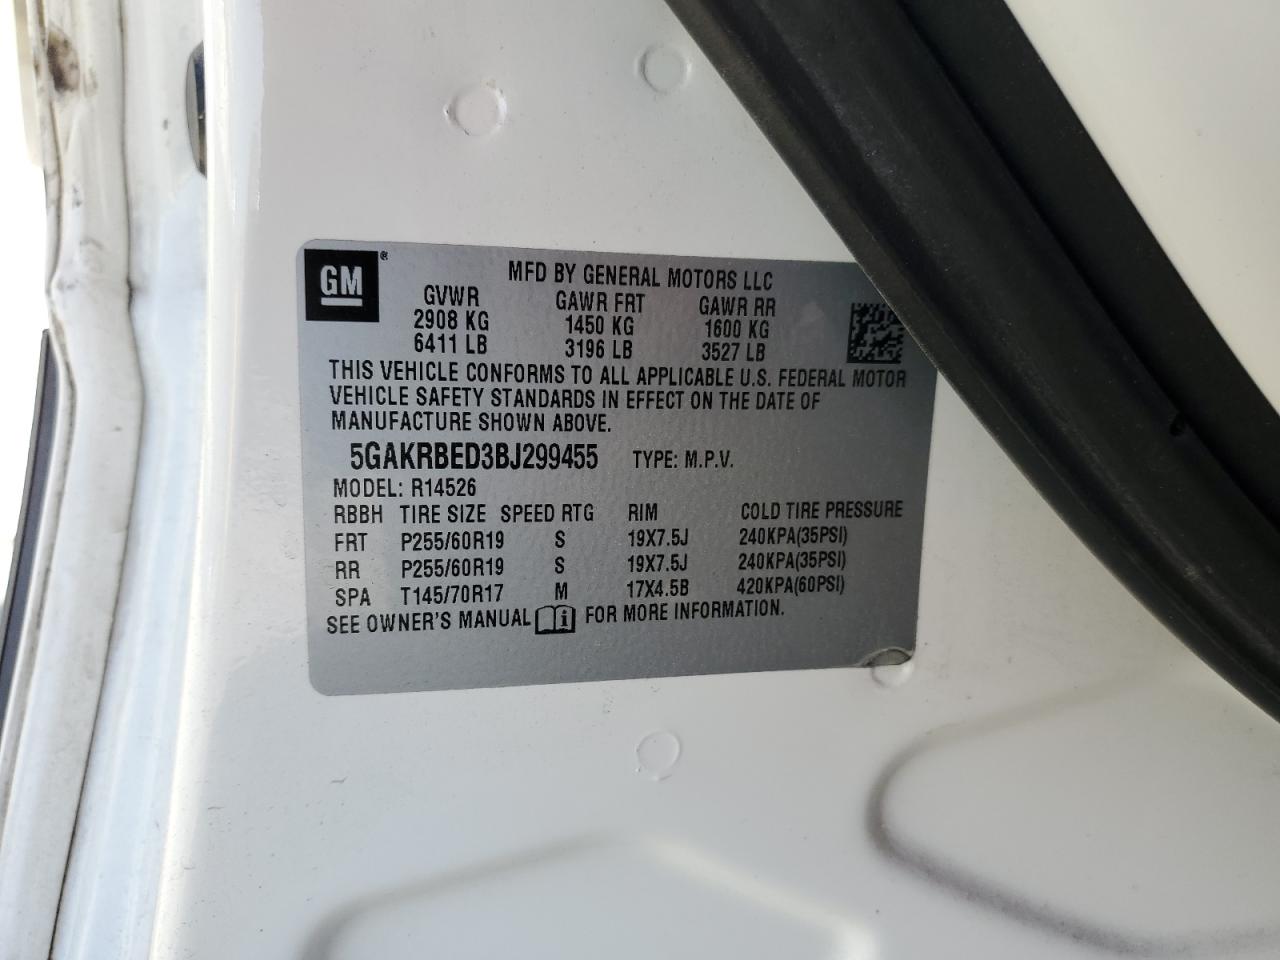 GM®
MFD BY GENERAL MOTORS LLC
GVWR GAWR FRT GAWR RR
2908 KG 1450 KG 1600 KG
6411 LB 3196 LB 3527 LB
THIS VEHICLE CONFORMS TO ALL APPLICABLE U.S. FEDERAL MOTOR
VEHICLE SAFETY STANDARDS IN EFFECT ON THE DATE OF
MANUFACTURE SHOWN ABOVE.
5GAKRBED3BJ299455 TYPE: M.P.V.
MODEL: R14526
RBBH TIRE SIZE SPEED RTG RIM COLD TIRE PRESSURE
FRT P255/60R19 S 19X7.5J 240KPA(35PSI)
RR P255/60R19 S 19X7.5J 240KPA(35PSI)
SPA T145/70R17 M 17X4.5B 420KPA(60PSI)
SEE OWNER'S MANUAL i FOR MORE INFORMATION.